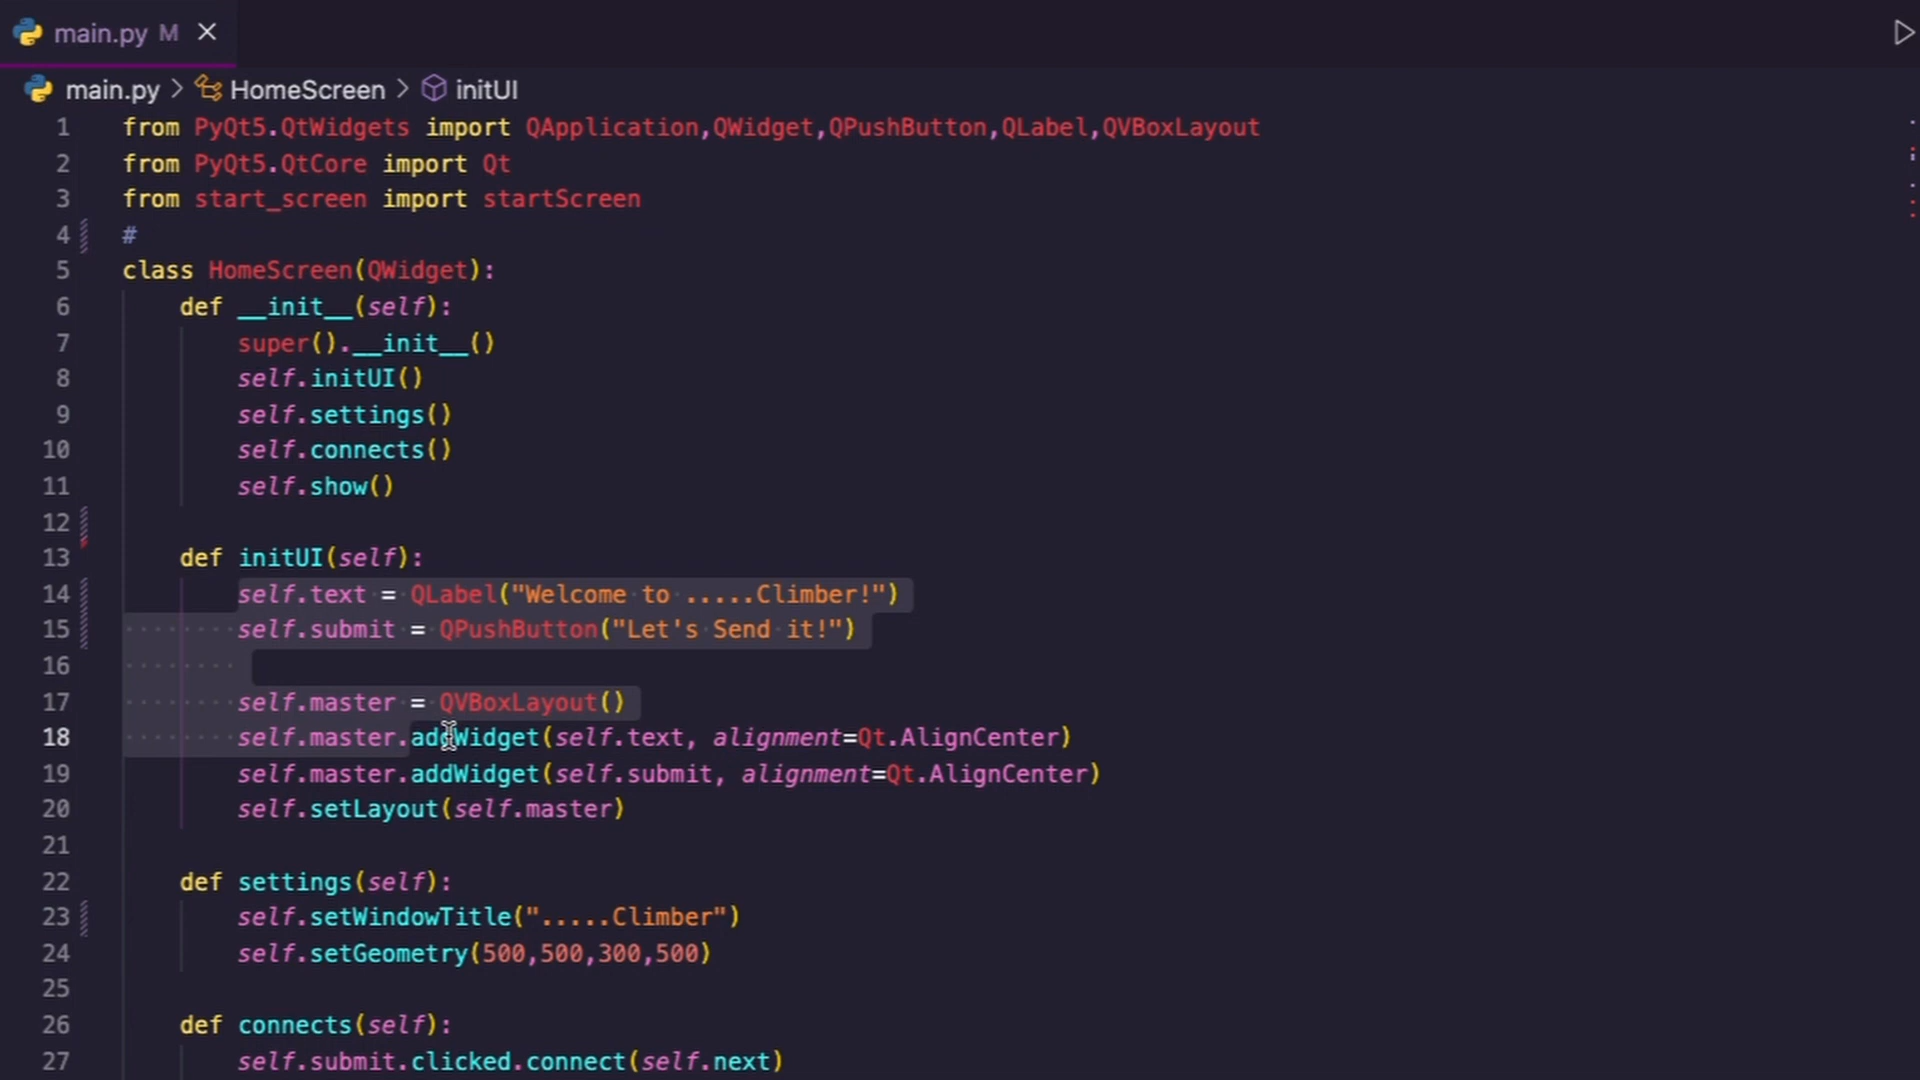 main.py M
main.py > HomeScreen > initUI
1 from PyQt5.QtWidgets import QApplication,QWidget,QPushButton,QLabel,QVBoxLayout
2 from PyQt5.QtCore import Qt
3 from start_screen import startScreen
4 #
5 class HomeScreen(QWidget):
6 def __init__(self):
7 super().__init__()
8 self.initUI()
9 self.settings()
10 self.connects()
11 self.show()
12
13 def initUI(self):
14 self.text = QLabel("Welcome to .....Climber!")
15 self.submit = QPushButton("Let's Send it!")
16
17 self.master = QVBoxLayout()
18 self.master.addWidget(self.text, alignment=Qt.AlignCenter)
19 self.master.addWidget(self.submit, alignment=Qt.AlignCenter)
20 self.setLayout(self.master)
21
22 def settings(self):
23 self.setWindowTitle(".....Climber")
24 self.setGeometry(500,500,300,500)
25
26 def connects(self):
27 self.submit.clicked.connect(self.next)